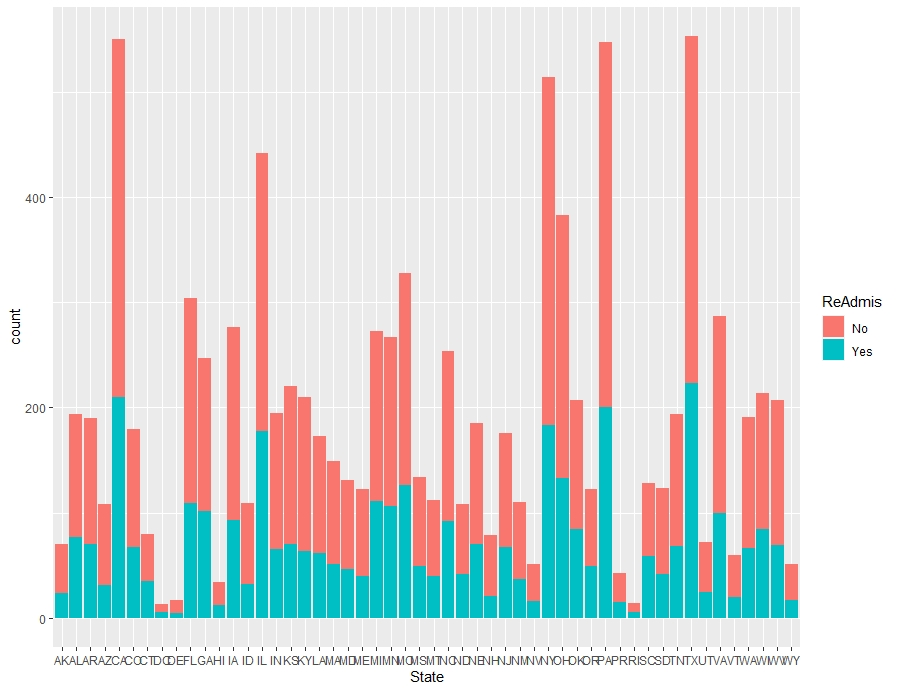 400
200
0
count
AK AL AR AZ CA CO CT DC DE FL GA HI IA ID IL IN KS KY LA MA MD ME MI MN MO MS MT NC ND NE NH NJ NM NV NY OH OK OR PA PR RI SC SD TN TX UT VA VT WA WI WV WY
State
ReAdmis
No
Yes